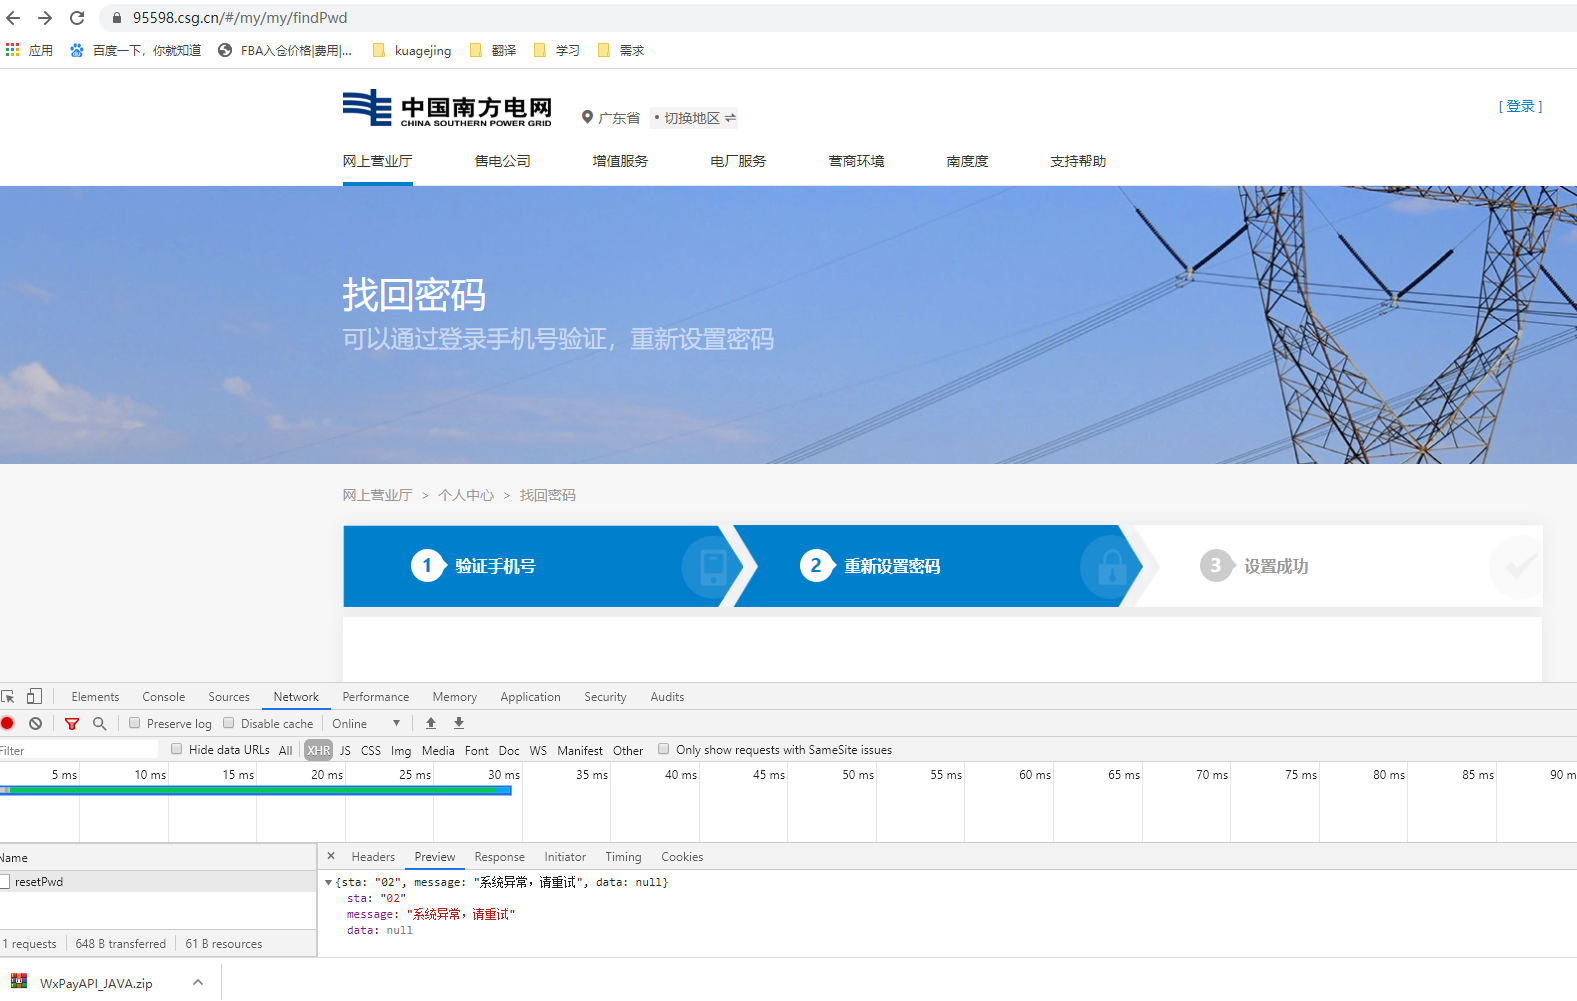 95598.csg.cn/#/my/my/findPwd
应用 百度一下，你就知道 FBA入仓价格|费用|... kuagejing 翻译 学习 需求
中国南方电网
CHINA SOUTHERN POWER GRID
广东省 • 切换地区 ⇌
[ 登录 ]
网上营业厅 售电公司 增值服务 电厂服务 营商环境 南度度 支持帮助
找回密码
可以通过登录手机号验证，重新设置密码
网上营业厅 > 个人中心 > 找回密码
1 验证手机号 2 重新设置密码 3 设置成功
Elements Console Sources Network Performance Memory Application Security Audits
Preserve log Disable cache Online
Filter Hide data URLs All XHR JS CSS Img Media Font Doc WS Manifest Other Only show requests with SameSite issues
5 ms 10 ms 15 ms 20 ms 25 ms 30 ms 35 ms 40 ms 45 ms 50 ms 55 ms 60 ms 65 ms 70 ms 75 ms 80 ms 85 ms 90 m
Name
× Headers Preview Response Initiator Timing Cookies
resetPwd
{sta: "02", message: "系统异常，请重试", data: null}
sta: "02"
message: "系统异常，请重试"
data: null
1 requests 648 B transferred 61 B resources
WxPayAPI_JAVA.zip